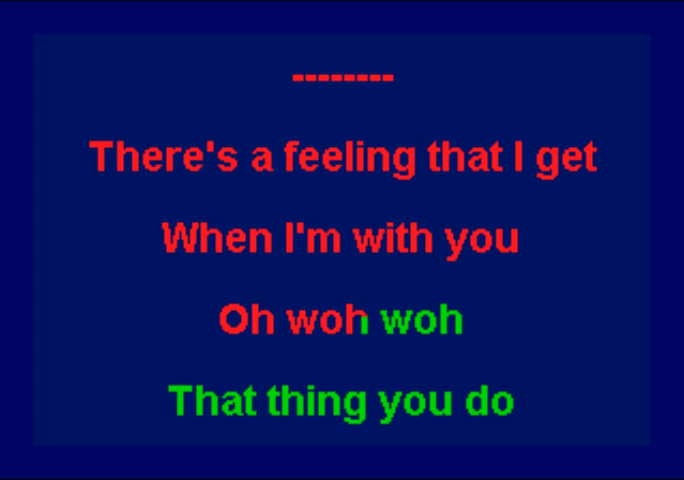 --------
There's a feeling that I get
When I'm with you
Oh woh woh
That thing you do